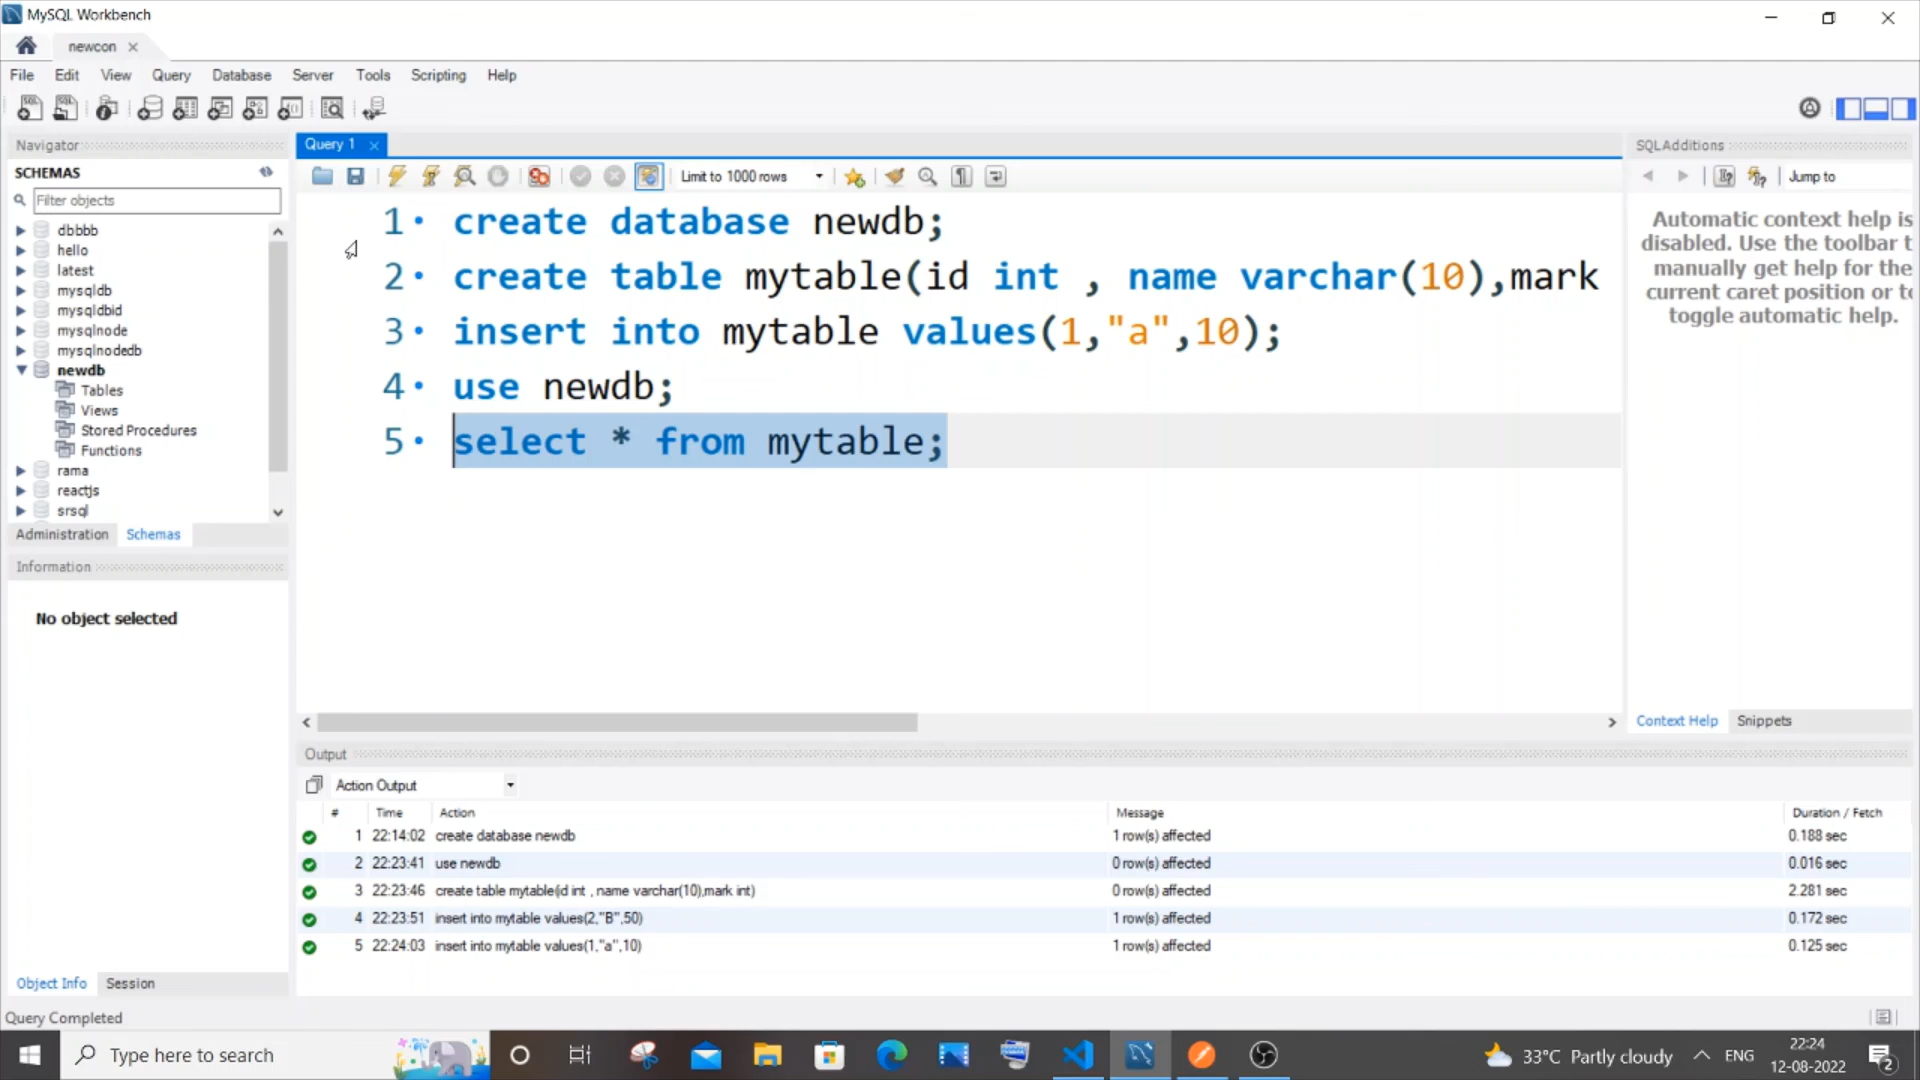 MySQL Workbench
newcon
File Edit View Query Database Server Tools Scripting Help
Navigator
SCHEMAS
Filter objects
dbbbb
hello
latest
mysqldb
mysqldbid
mysqlnode
mysqlnodedb
newdb
Tables
Views
Stored Procedures
Functions
rama
reactjs
srsql
Administration Schemas
Information
No object selected
Object Info Session
Query Completed
Query 1
Limit to 1000 rows
1 create database newdb;
2 create table mytable(id int , name varchar(10),mark
3 insert into mytable values(1,"a",10);
4 use newdb;
5 select * from mytable;
SQLAdditions
Jump to
Automatic context help is
disabled. Use the toolbar t
manually get help for the
current caret position or to
toggle automatic help.
Context Help Snippets
Output
Action Output
# Time Action Message Duration / Fetch
1 22:14:02 create database newdb 1 row(s) affected 0.188 sec
2 22:23:41 use newdb 0 row(s) affected 0.016 sec
3 22:23:46 create table mytable(id int , name varchar(10),mark int) 0 row(s) affected 2.281 sec
4 22:23:51 insert into mytable values(2,"B",50) 1 row(s) affected 0.172 sec
5 22:24:03 insert into mytable values(1,"a",10) 1 row(s) affected 0.125 sec
Type here to search
33°C Partly cloudy
ENG
22:24
12-08-2022
2